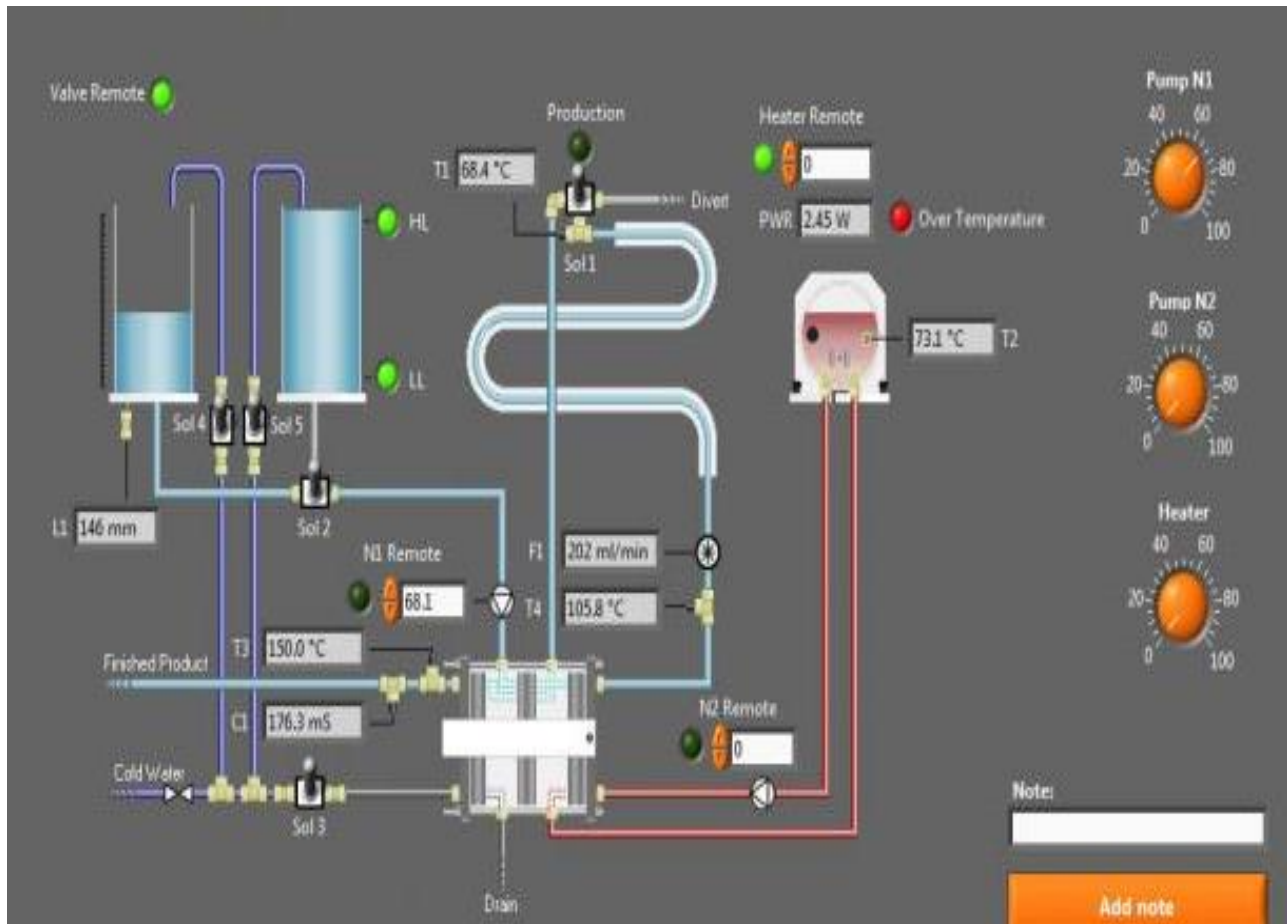 Valve Remote
Production
Heater Remote
0
T1 68.4 °C
Divert
PWR 2.45 W
Over Temperature
Sol 1
HL
LL
73.1 °C T2
Sol 4
Sol 5
L1 146 mm
Sol 2
N1 Remote
68.1
F1 202 ml/min
T4 105.8 °C
T3 150.0 °C
Finished Product
C1 176.3 mS
N2 Remote
0
Cold Water
Sol 3
Drain
Pump N1
40 60
20 80
0 100
Pump N2
40 60
20 80
0 100
Heater
40 60
20 80
0 100
Note:
Add note